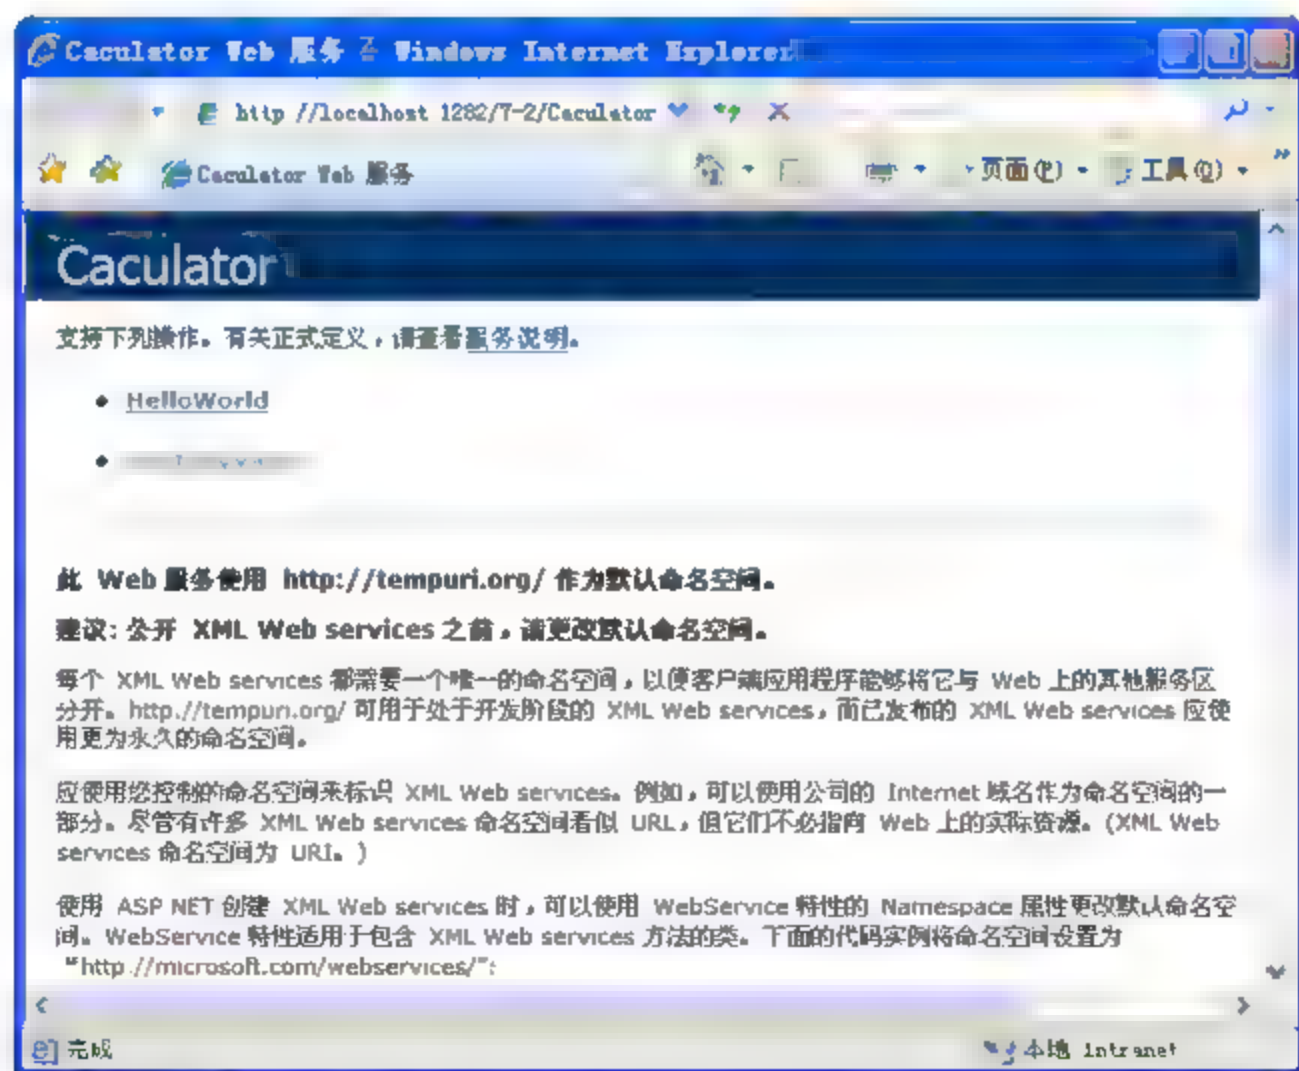 Caculator Web 服务 - Windows Internet Explorer
http //localhost 1282/7-2/Caculator
Caculator Web 服务
页面(P)
工具(O)
Caculator
支持下列操作。有关正式定义，请查看服务说明。
HelloWorld
此 Web 服务使用 http://tempuri.org/ 作为默认命名空间。
建议: 公开 XML Web services 之前，请更改默认命名空间。
每个 XML Web services 都需要一个唯一的命名空间，以便客户端应用程序能够将它与 Web 上的其他服务区
分开。http://tempuri.org/ 可用于处于开发阶段的 XML Web services，而已发布的 XML Web services 应使
用更为永久的命名空间。
应使用您控制的命名空间来标识 XML Web services。例如，可以使用公司的 Internet 域名作为命名空间的一
部分。尽管有许多 XML Web services 命名空间看似 URL，但它们不必指向 Web 上的实际资源。(XML Web
services 命名空间为 URI。)
使用 ASP NET 创建 XML Web services 时，可以使用 WebService 特性的 Namespace 属性更改默认命名空
间。WebService 特性适用于包含 XML Web services 方法的类。下面的代码实例将命名空间设置为
"http://microsoft.com/webservices/":
完成
本地 intranet